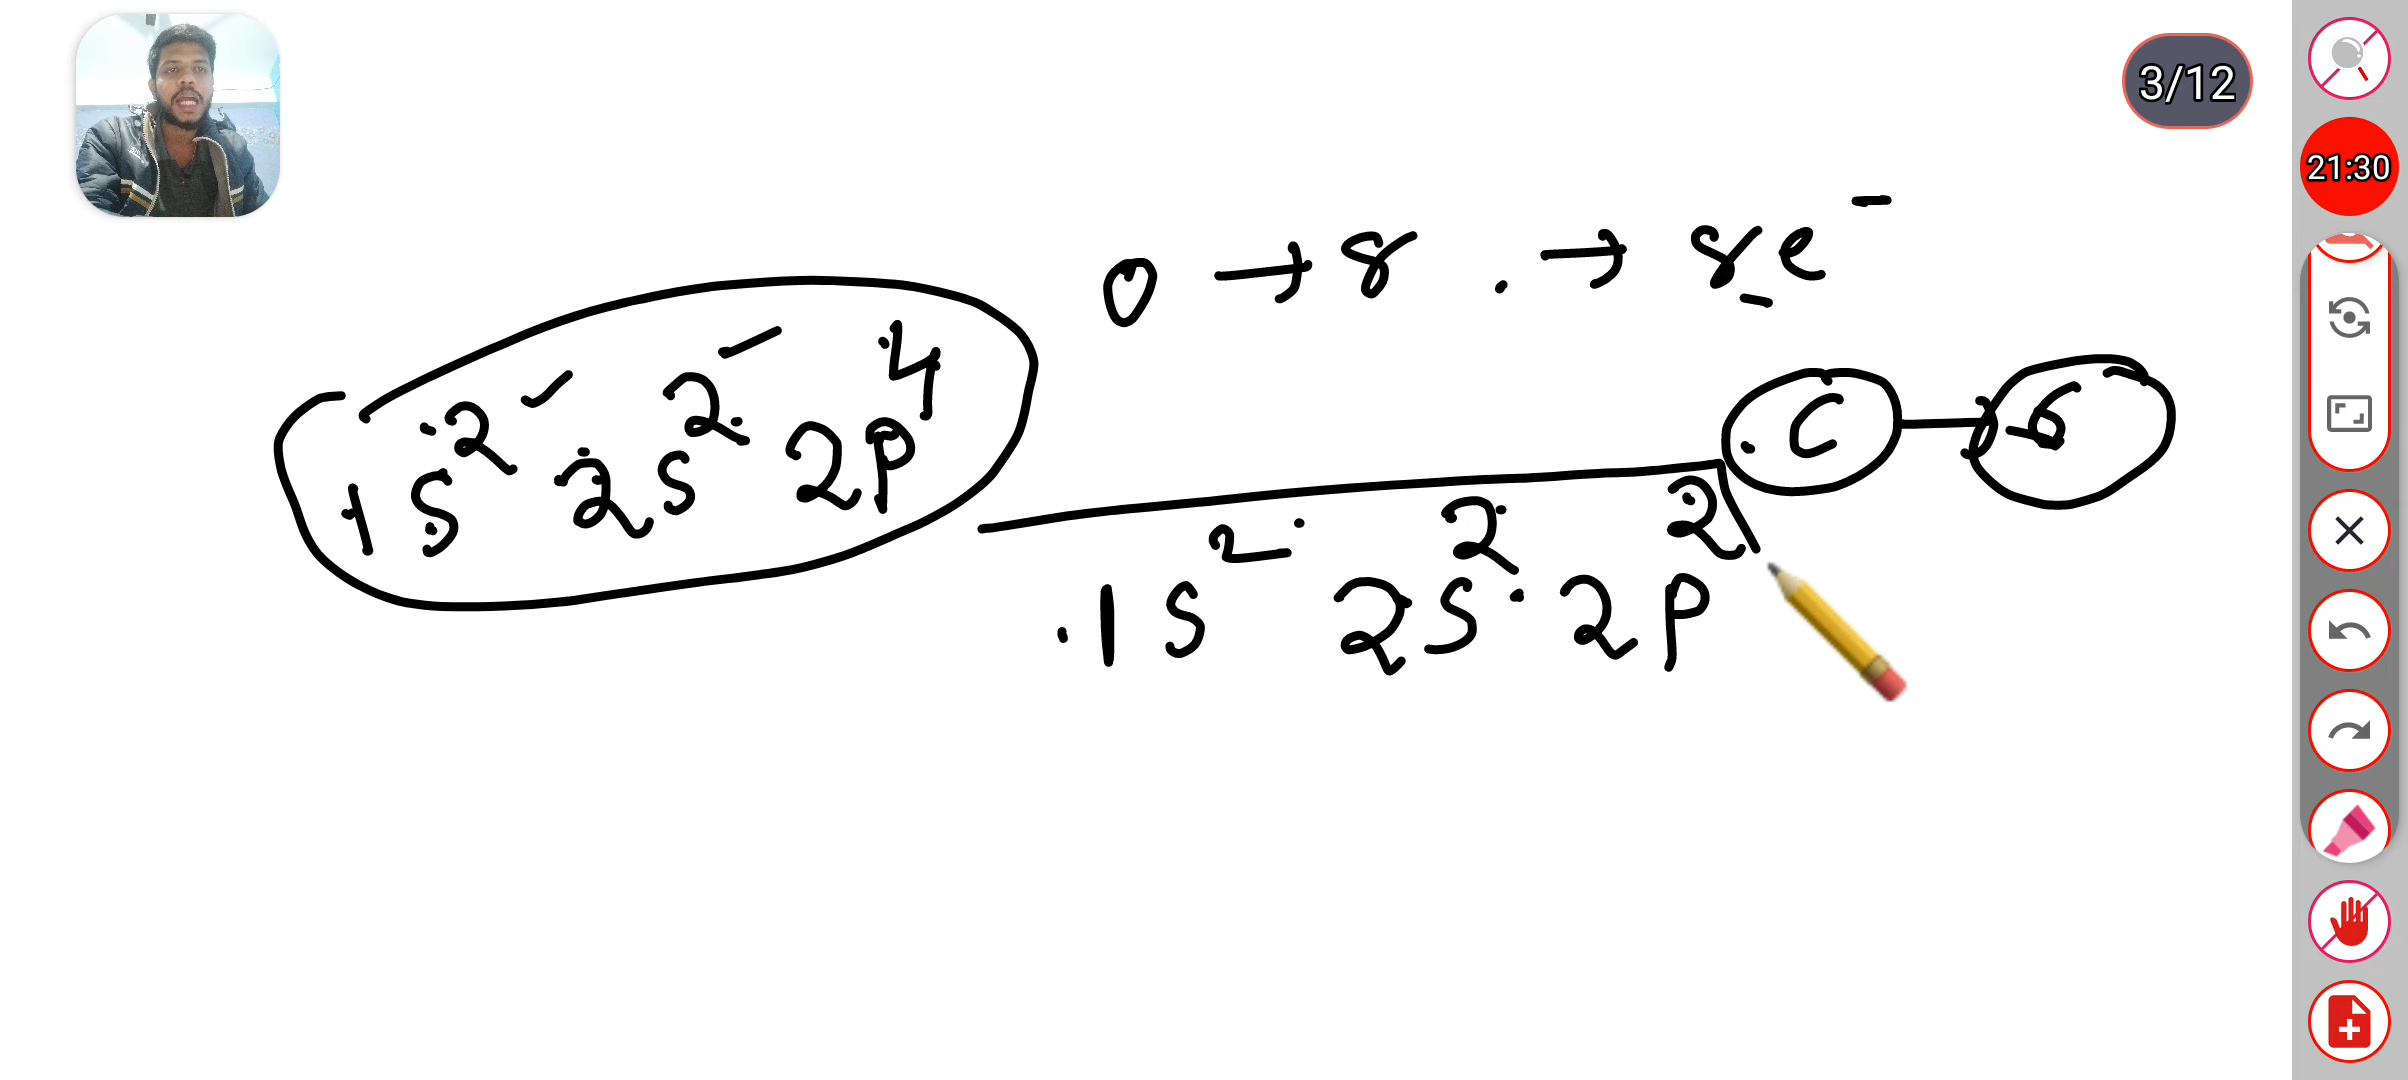 3/12
21:30
O → 8 . → 8e⁻
1s² 2s² 2p⁴
C → 6
1s² 2s² 2p²